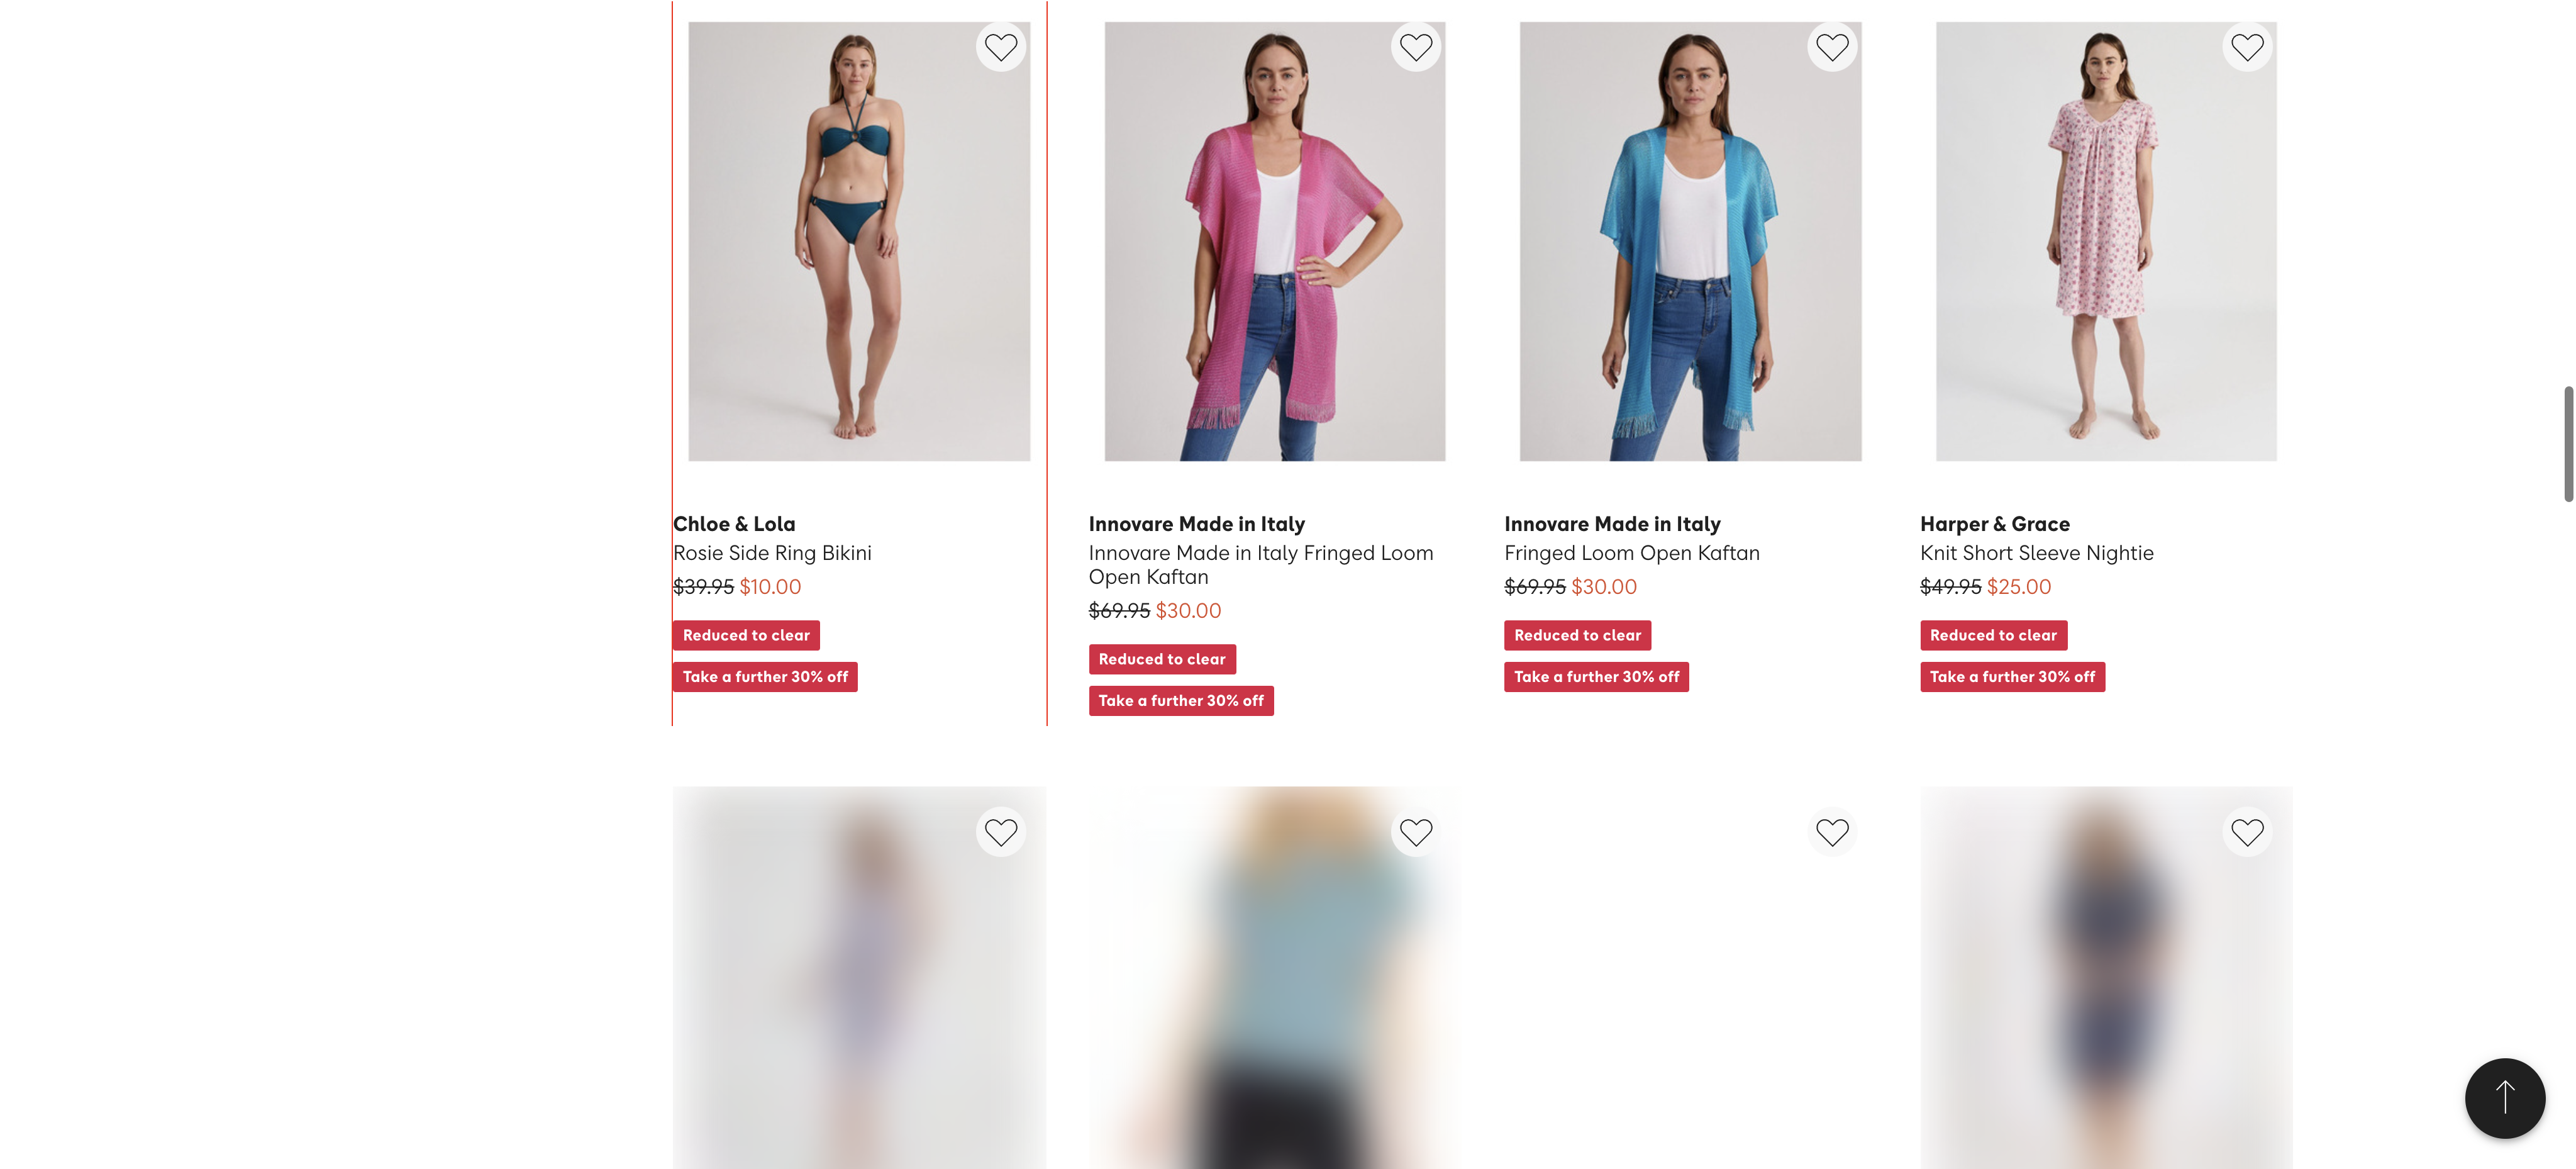 Chloe & Lola
Rosie Side Ring Bikini
$39.95 $10.00
Reduced to clear
Take a further 30% off
Innovare Made in Italy
Innovare Made in Italy Fringed Loom
Open Kaftan
$69.95 $30.00
Reduced to clear
Take a further 30% off
Innovare Made in Italy
Fringed Loom Open Kaftan
$69.95 $30.00
Reduced to clear
Take a further 30% off
Harper & Grace
Knit Short Sleeve Nightie
$49.95 $25.00
Reduced to clear
Take a further 30% off